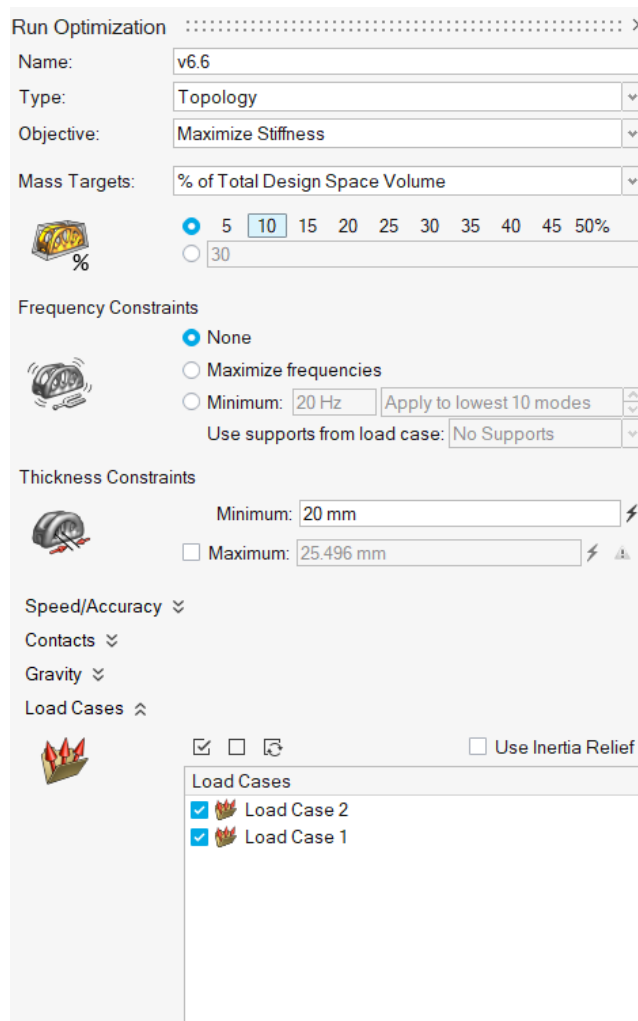 Run Optimization
Name: v6.6
Type: Topology
Objective: Maximize Stiffness
Mass Targets: % of Total Design Space Volume
5 10 15 20 25 30 35 40 45 50%
%
30
Frequency Constraints
None
Maximize frequencies
Minimum: 20 Hz Apply to lowest 10 modes
Use supports from load case: No Supports
Thickness Constraints
Minimum: 20 mm
Maximum: 25.496 mm
Speed/Accuracy
Contacts
Gravity
Load Cases
Use Inertia Relief
Load Cases
Load Case 2
Load Case 1